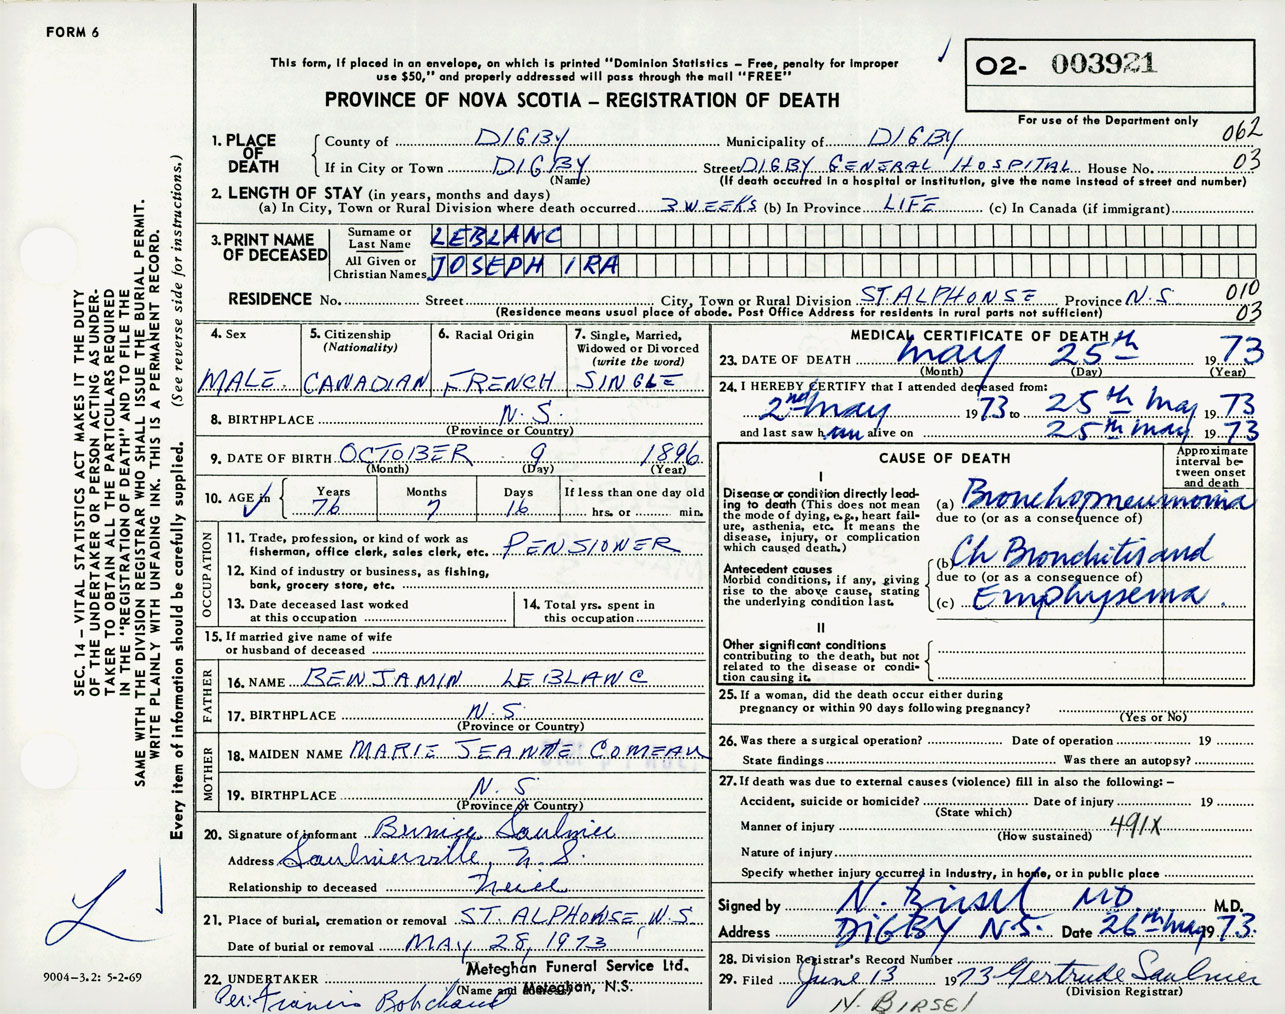 FORM 6
This form, if placed in an envelope, on which is printed "Dominion Statistics – Free, penalty for improper
use $50," and properly addressed will pass through the mail "FREE"
PROVINCE OF NOVA SCOTIA – REGISTRATION OF DEATH
O2- 003921
For use of the Department only
062
03
SEC. 14 – VITAL STATISTICS ACT MAKES IT THE DUTY
OF THE UNDERTAKER OR PERSON ACTING AS UNDER-
TAKER TO OBTAIN ALL THE PARTICULARS REQUIRED
IN THE "REGISTRATION OF DEATH" AND TO FILE THE
SAME WITH THE DIVISION REGISTRAR WHO SHALL ISSUE THE BURIAL PERMIT.
WRITE PLAINLY WITH UNFADING INK. THIS IS A PERMANENT RECORD.
Every item of information should be carefully supplied. (See reverse side for instructions.)
1. PLACE OF DEATH
County of DIGBY Municipality of DIGBY
If in City or Town DIGBY Street DIGBY GENERAL HOSPITAL House No.
(Name) (If death occurred in a hospital or institution, give the name instead of street and number)
2. LENGTH OF STAY (in years, months and days)
(a) In City, Town or Rural Division where death occurred 3 WEEKS (b) In Province LIFE (c) In Canada (if immigrant)
3. PRINT NAME OF DECEASED
Surname or Last Name LEBLANC
All Given or Christian Names JOSEPH IRA
RESIDENCE No. Street City, Town or Rural Division ST. ALPHONSE Province N.S. 010
(Residence means usual place of abode. Post Office Address for residents in rural parts not sufficient) 03
4. Sex
MALE
5. Citizenship
(Nationality)
CANADIAN
6. Racial Origin
FRENCH
7. Single, Married,
Widowed or Divorced
(write the word)
SINGLE
8. BIRTHPLACE N.S.
(Province or Country)
9. DATE OF BIRTH OCTOBER 9 1896
(Month) (Day) (Year)
10. AGE in
Years Months Days If less than one day old
76 7 16 hrs. or min.
OCCUPATION
11. Trade, profession, or kind of work as
fisherman, office clerk, sales clerk, etc. PENSIONER
12. Kind of industry or business, as fishing,
bank, grocery store, etc.
13. Date deceased last worked
at this occupation
14. Total yrs. spent in
this occupation
15. If married give name of wife
or husband of deceased
FATHER
16. NAME BENJAMIN LEBLANC
17. BIRTHPLACE N.S.
(Province or Country)
MOTHER
18. MAIDEN NAME MARIE JEANNE COMEAU
19. BIRTHPLACE N.S
(Province or Country)
20. Signature of informant Bernice Saulnier
Address Saulnierville, N.S.
Relationship to deceased Neice
21. Place of burial, cremation or removal ST. ALPHONSE, N.S
Date of burial or removal MAY 28, 1973
22. UNDERTAKER Meteghan Funeral Service Ltd.
(Name and address) Meteghan, N.S.
Per: Francis
MEDICAL CERTIFICATE OF DEATH
23. DATE OF DEATH May 25th 1973
(Month) (Day) (Year)
24. I HEREBY CERTIFY that I attended deceased from:
2nd May 1973 to 25th May 1973
and last saw him alive on 25th May 1973
CAUSE OF DEATH
Approximate
interval be-
tween onset
and death
I
Disease or condition directly lead-
ing to death (This does not mean
the mode of dying, e.g., heart fail-
ure, asthenia, etc. It means the
disease, injury, or complication
which caused death.)
(a) Bronchopneumonia
due to (or as a consequence of)
Antecedent causes
Morbid conditions, if any, giving
rise to the above cause, stating
the underlying condition last.
(b) Ch Bronchitis and
due to (or as a consequence of)
(c) Emphysema.
II
Other significant conditions
contributing to the death, but not
related to the disease or condi-
tion causing it.
25. If a woman, did the death occur either during
pregnancy or within 90 days following pregnancy?
(Yes or No)
26. Was there a surgical operation? Date of operation 19
State findings Was there an autopsy?
27. If death was due to external causes (violence) fill in also the following: –
Accident, suicide or homicide? Date of injury 19
(State which)
Manner of injury 491X
(How sustained)
Nature of injury
Specify whether injury occurred in industry, in home, or in public place
Signed by N. Birsel MD. M.D.
Address DIGBY N.S. Date 26th May 1973.
28. Division Registrar's Record Number
29. Filed June 13 1973 Gertrude Saulnier
(Division Registrar)
N. BIRSEL
9004-3.2: 5-2-69